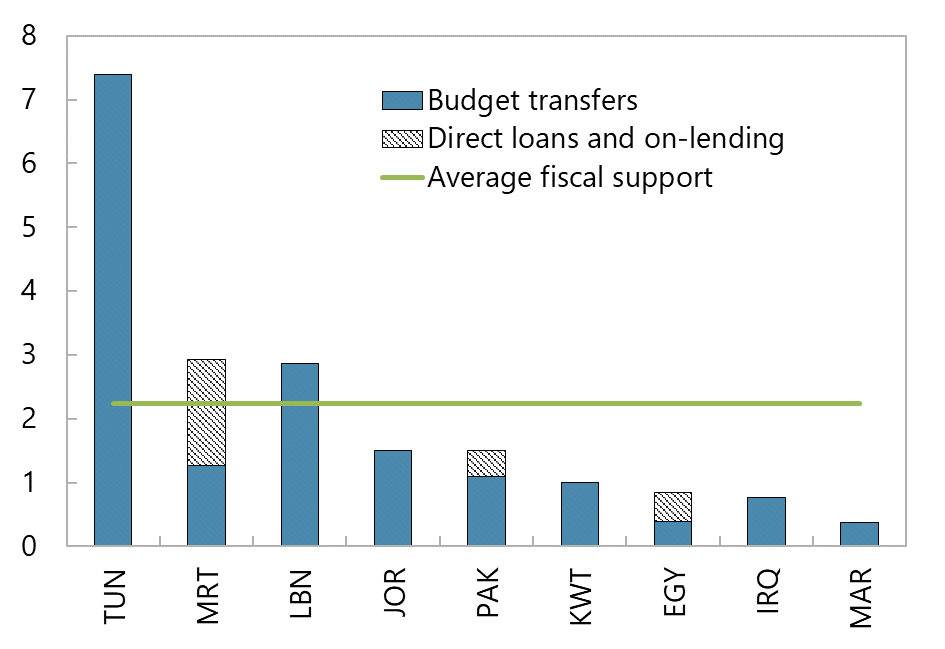 8
7
6
5
4
3
2
1
0
Budget transfers
Direct loans and on-lending
Average fiscal support
TUN
MRT
LBN
JOR
PAK
KWT
EGY
IRQ
MAR